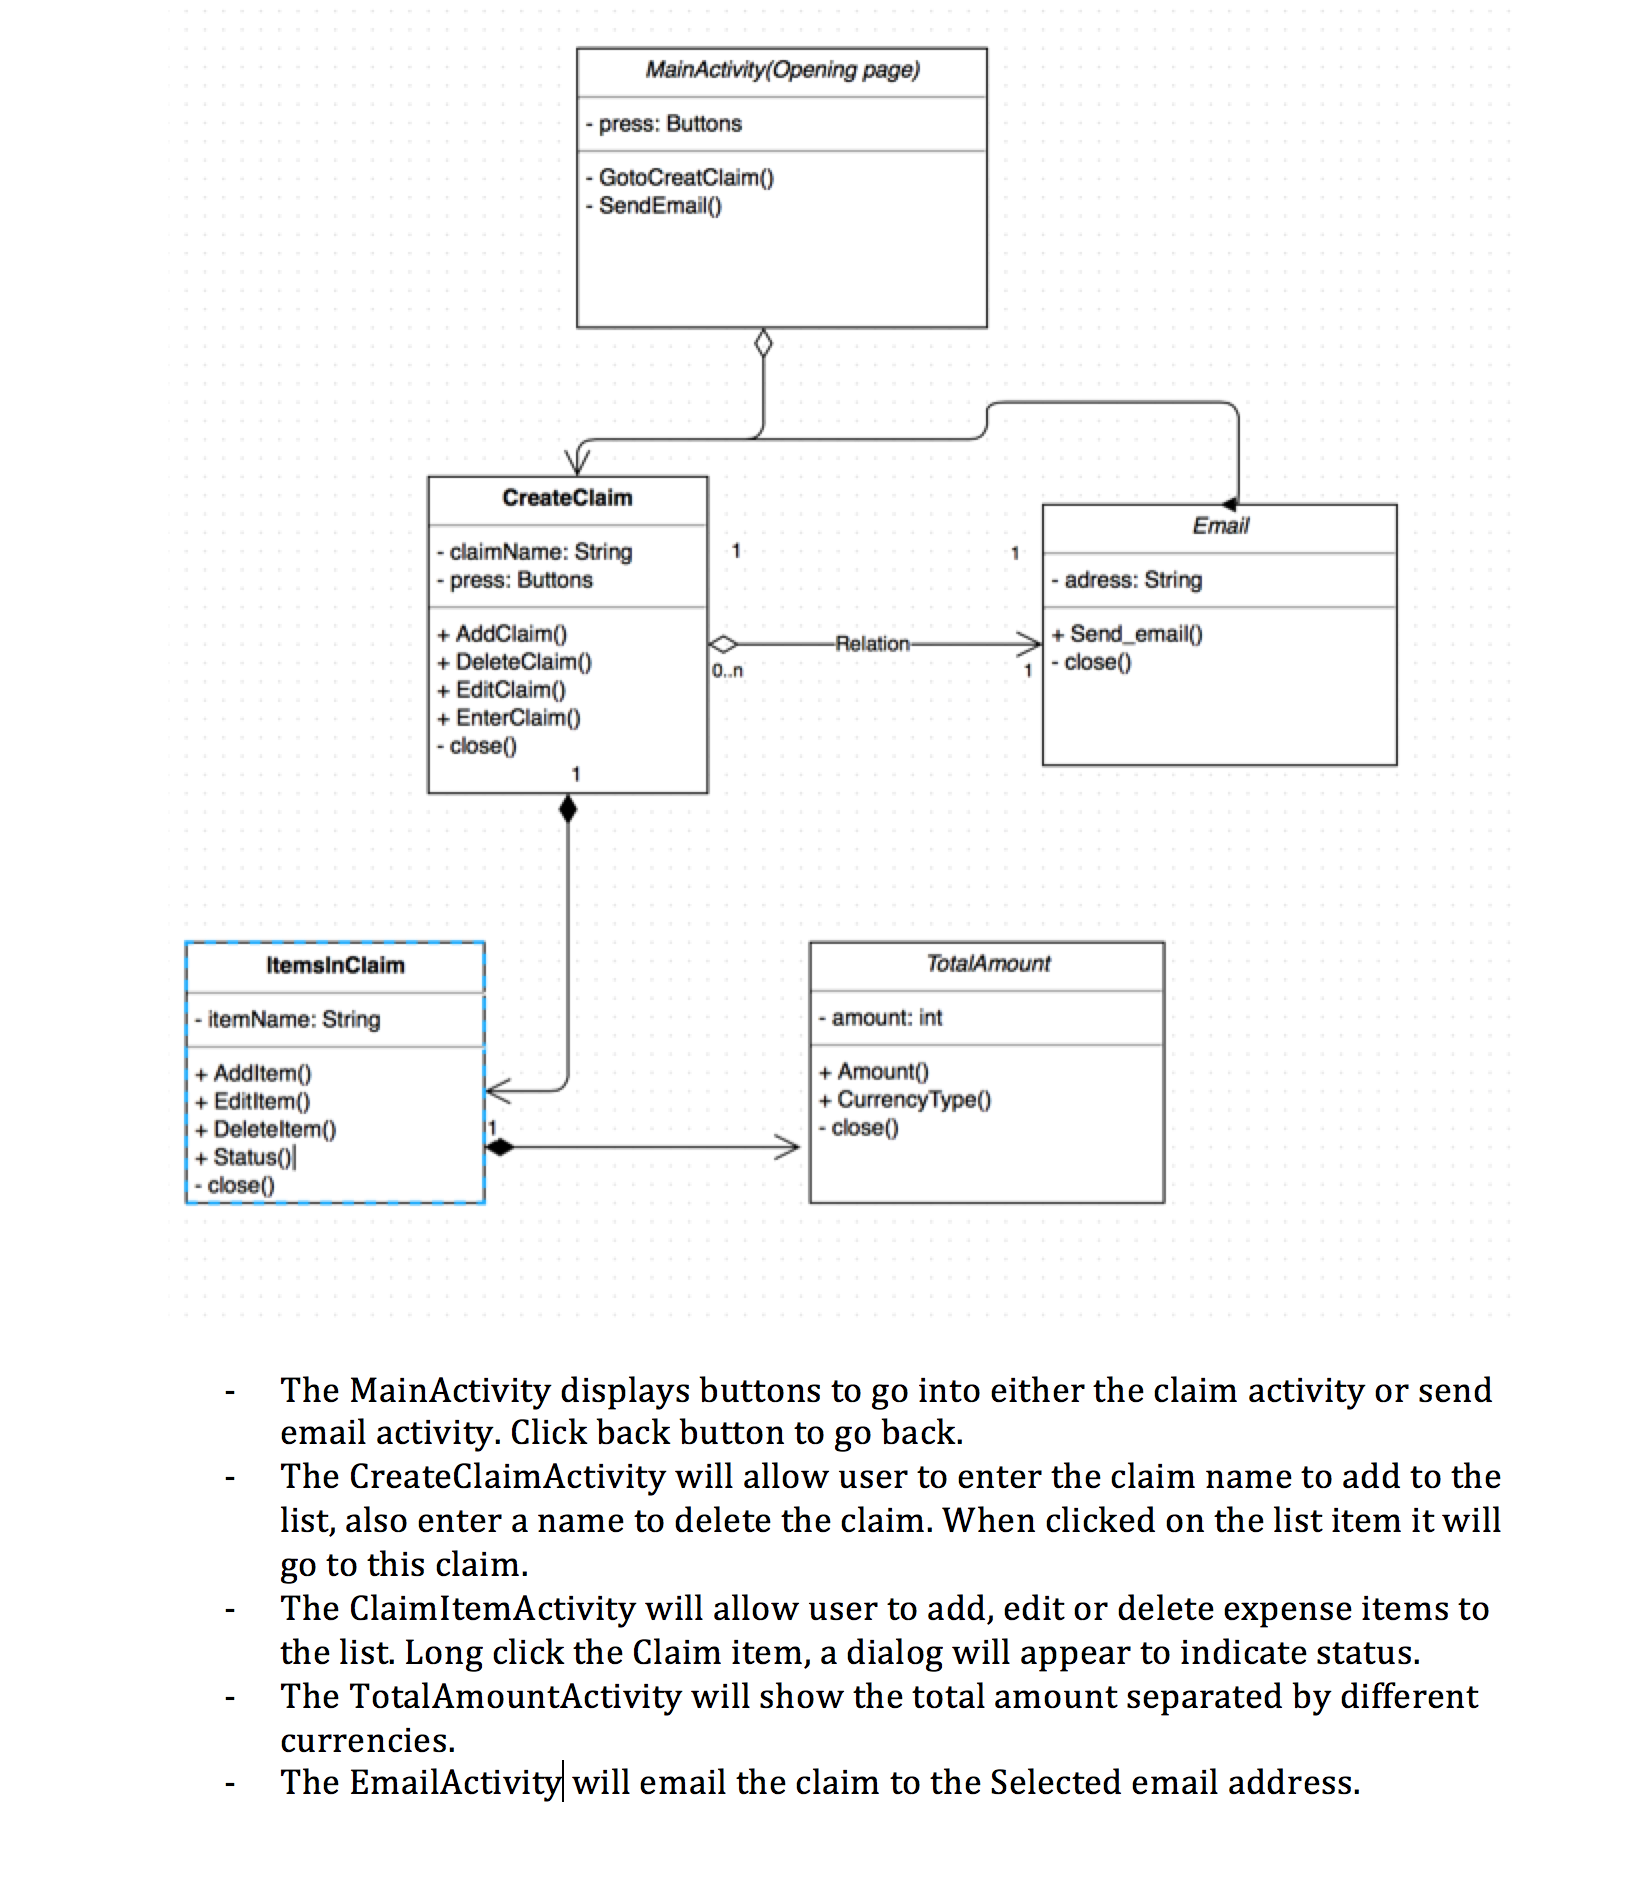 MainActivity(Opening page)
- press: Buttons
- GotoCreatClaim()
- SendEmail()
CreateClaim
- claimName: String
- press: Buttons
+ AddClaim()
+ DeleteClaim()
+ EditClaim()
+ EnterClaim()
- close()
1
1
1
Relation
0..n
1
Email
- adress: String
+ Send_email()
- close()
ItemsInClaim
- itemName: String
+ AddItem()
+ EditItem()
+ DeleteItem()
+ Status()
- close()
1
TotalAmount
- amount: int
+ Amount()
+ CurrencyType()
- close()
- The MainActivity displays buttons to go into either the claim activity or send
email activity. Click back button to go back.
- The CreateClaimActivity will allow user to enter the claim name to add to the
list, also enter a name to delete the claim. When clicked on the list item it will
go to this claim.
- The ClaimItemActivity will allow user to add, edit or delete expense items to
the list. Long click the Claim item, a dialog will appear to indicate status.
- The TotalAmountActivity will show the total amount separated by different
currencies.
- The EmailActivity will email the claim to the Selected email address.